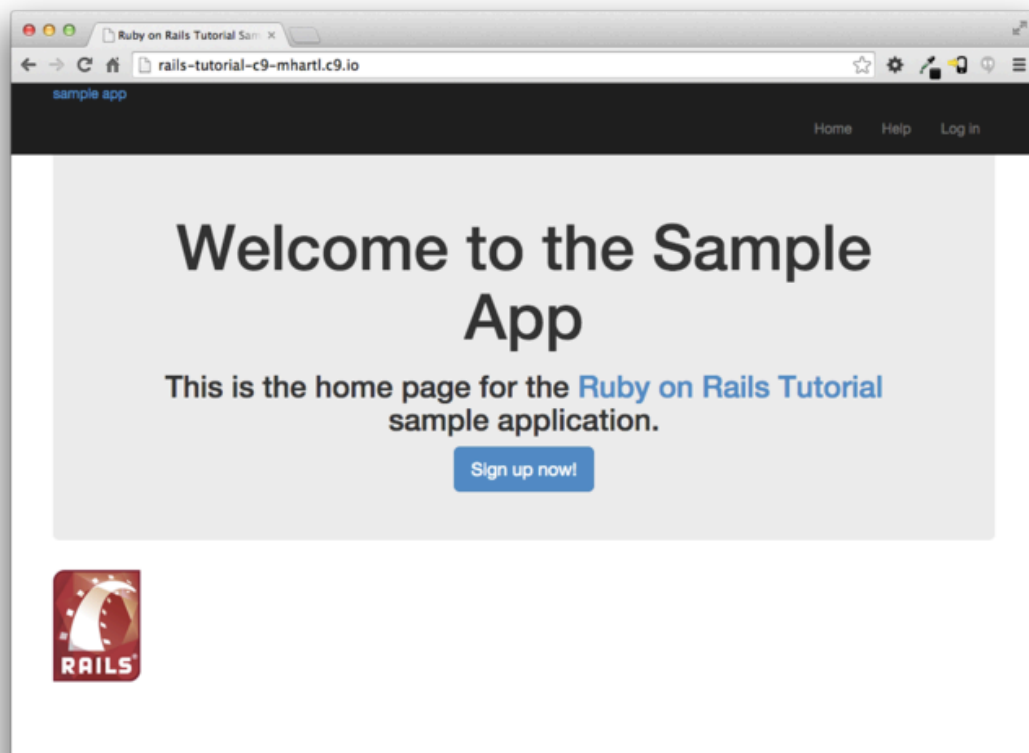 Ruby on Rails Tutorial Sam
rails-tutorial-c9-mhartl.c9.io
sample app
Home Help Log in
Welcome to the Sample
App
This is the home page for the Ruby on Rails Tutorial
sample application.
Sign up now!
RAILS